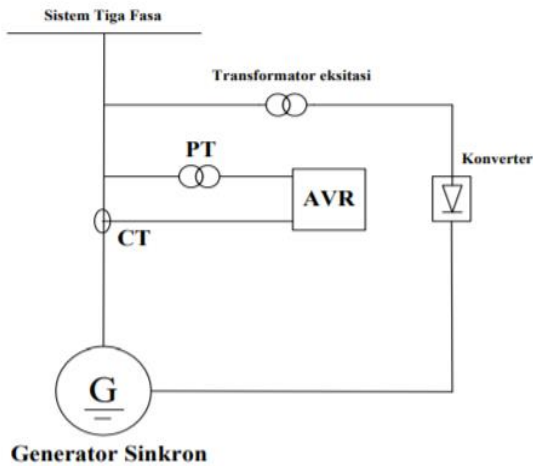 Sistem Tiga Fasa
Transformator eksitasi
PT
Konverter
AVR
CT
G
Generator Sinkron